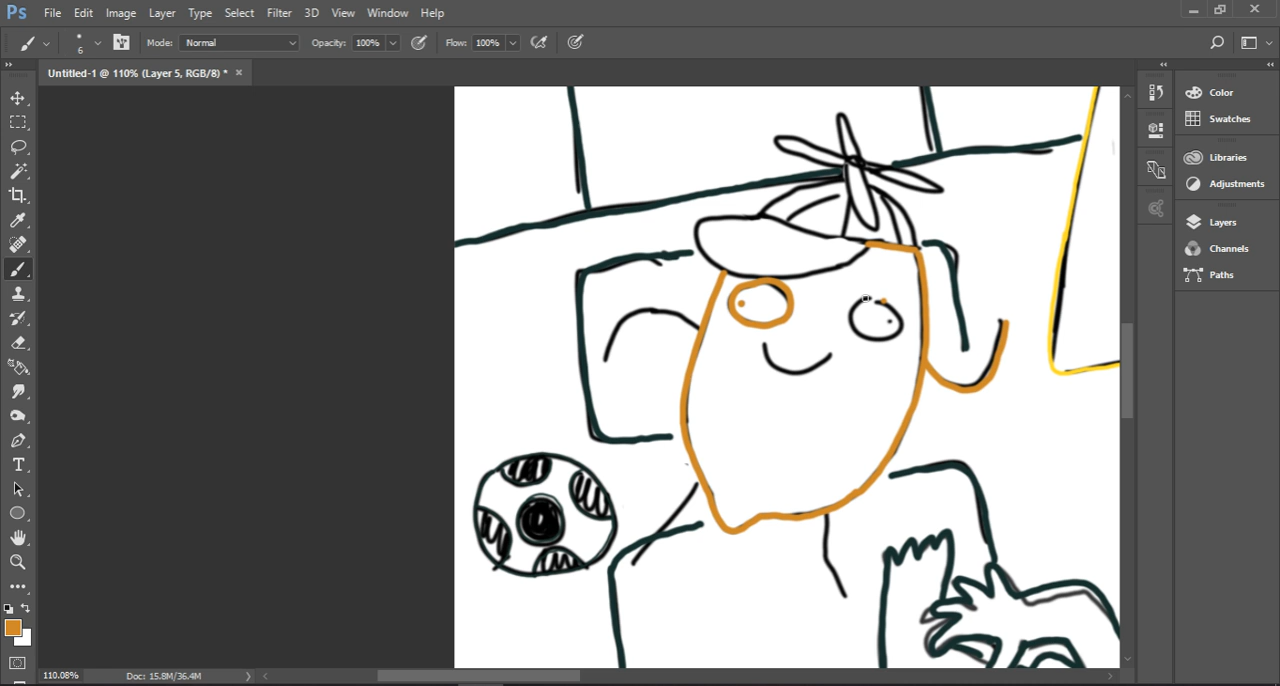 Ps File Edit Image Layer Type Select Filter 3D View Window Help
6 Mode: Normal Opacity: 100% Flow: 100%
Untitled-1 @ 110% (Layer 5, RGB/8) * ×
Color
Swatches
Libraries
Adjustments
Layers
Channels
Paths
110.08% Doc: 15.8M/36.4M